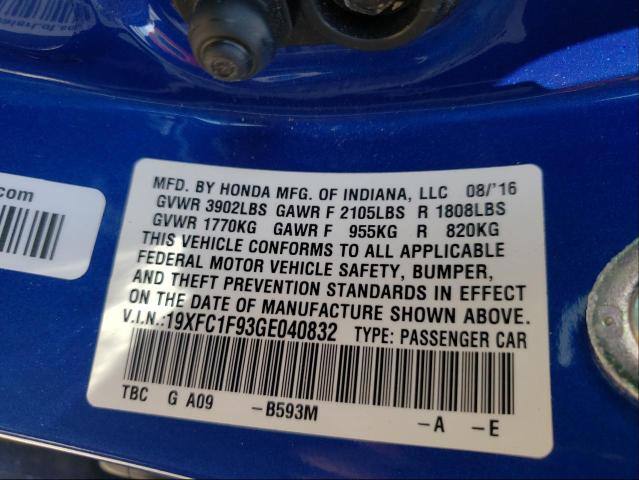 .com
MFD. BY HONDA MFG. OF INDIANA, LLC 08/'16
GVWR 3902LBS GAWR F 2105LBS R 1808LBS
GVWR 1770KG GAWR F 955KG R 820KG
THIS VEHICLE CONFORMS TO ALL APPLICABLE
FEDERAL MOTOR VEHICLE SAFETY, BUMPER,
AND THEFT PREVENTION STANDARDS IN EFFECT
ON THE DATE OF MANUFACTURE SHOWN ABOVE.
V.I.N.:19XFC1F93GE040832 TYPE: PASSENGER CAR
TBC G A09 -B593M -A -E